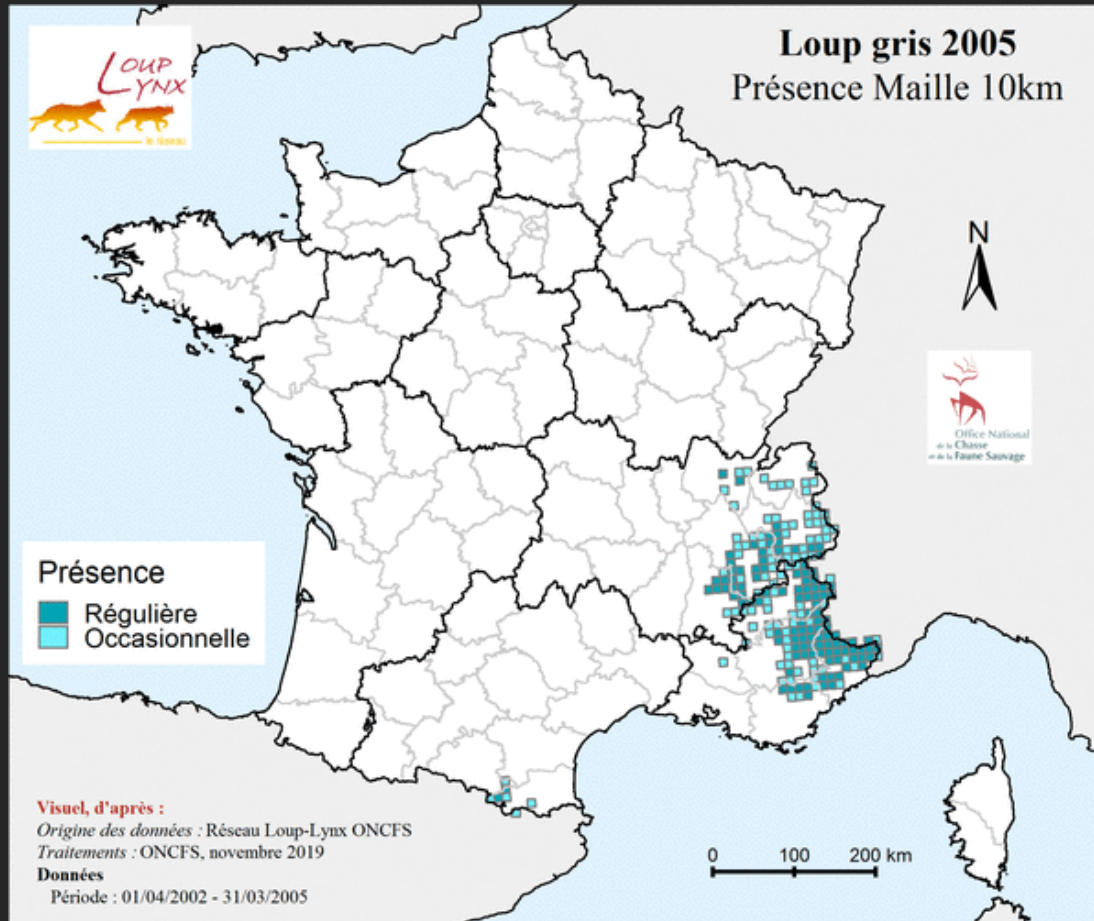 LOUP
LYNX
le réseau
Loup gris 2005
Présence Maille 10km
N
Office National
de la Chasse
et de la Faune Sauvage
Présence
Régulière
Occasionnelle
Visuel, d'après :
Origine des données : Réseau Loup-Lynx ONCFS
Traitements : ONCFS, novembre 2019
Données
Période : 01/04/2002 - 31/03/2005
0 100 200 km